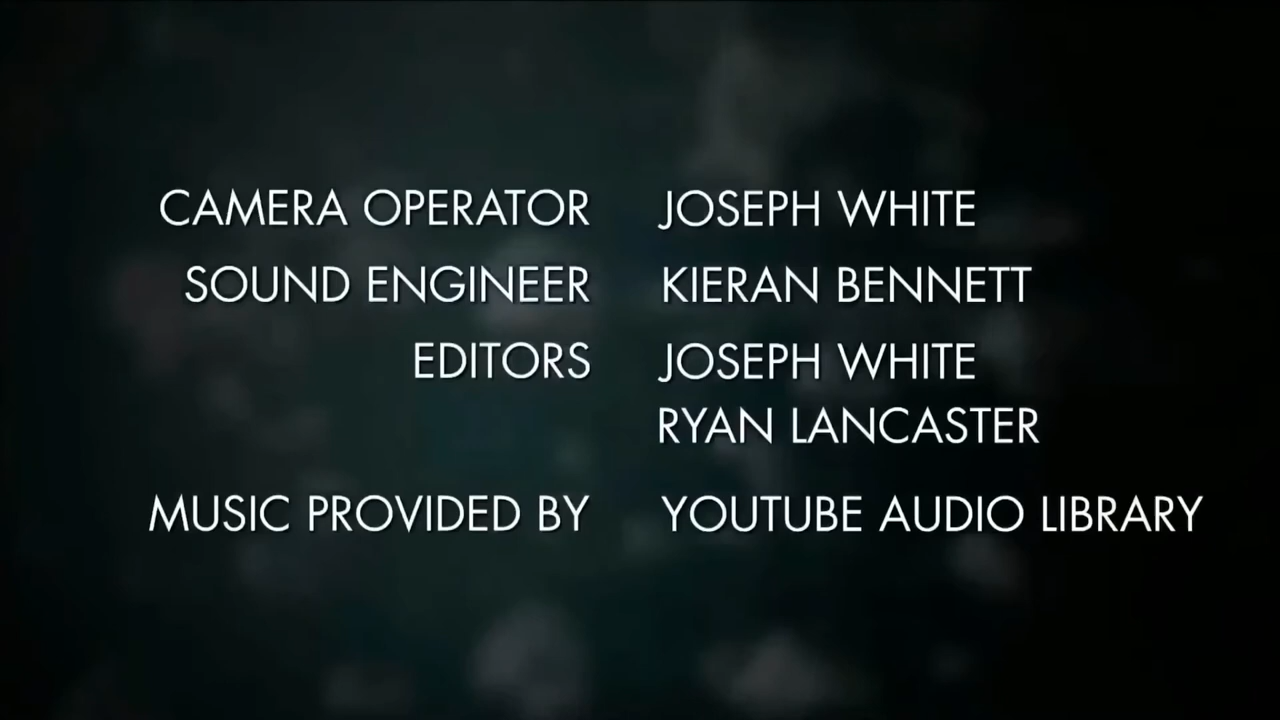 CAMERA OPERATOR JOSEPH WHITE
SOUND ENGINEER KIERAN BENNETT
EDITORS JOSEPH WHITE
RYAN LANCASTER
MUSIC PROVIDED BY YOUTUBE AUDIO LIBRARY